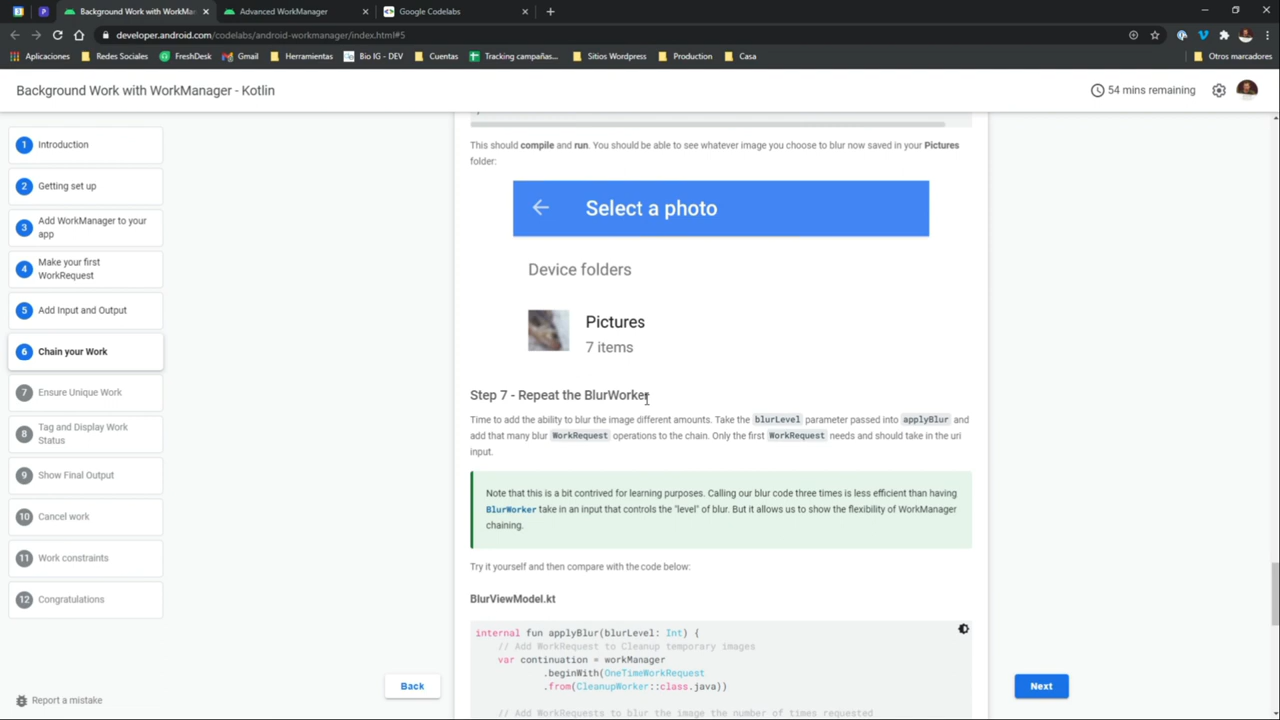 Background Work with WorkMan
Advanced WorkManager
Google Codelabs
developer.android.com/codelabs/android-workmanager/index.html#5
Aplicaciones
Redes Sociales
FreshDesk
Gmail
Herramientas
Bio IG - DEV
Cuentas
Tracking campañas...
Sitios Wordpress
Production
Casa
Otros marcadores
Background Work with WorkManager - Kotlin
54 mins remaining
1 Introduction
2 Getting set up
3 Add WorkManager to your
app
4 Make your first
WorkRequest
5 Add Input and Output
6 Chain your Work
7 Ensure Unique Work
8 Tag and Display Work
Status
9 Show Final Output
10 Cancel work
11 Work constraints
12 Congratulations
Report a mistake
This should compile and run. You should be able to see whatever image you choose to blur now saved in your Pictures
folder:
Select a photo
Device folders
Pictures
7 items
Step 7 - Repeat the BlurWorker
Time to add the ability to blur the image different amounts. Take the blurLevel parameter passed into applyBlur and
add that many blur WorkRequest operations to the chain. Only the first WorkRequest needs and should take in the uri
input.
Note that this is a bit contrived for learning purposes. Calling our blur code three times is less efficient than having
BlurWorker take in an input that controls the "level" of blur. But it allows us to show the flexibility of WorkManager
chaining.
Try it yourself and then compare with the code below:
BlurViewModel.kt
internal fun applyBlur(blurLevel: Int) {
// Add WorkRequest to Cleanup temporary images
var continuation = workManager
.beginWith(OneTimeWorkRequest
.from(CleanupWorker::class.java))
// Add WorkRequests to blur the image the number of times requested
Back
Next